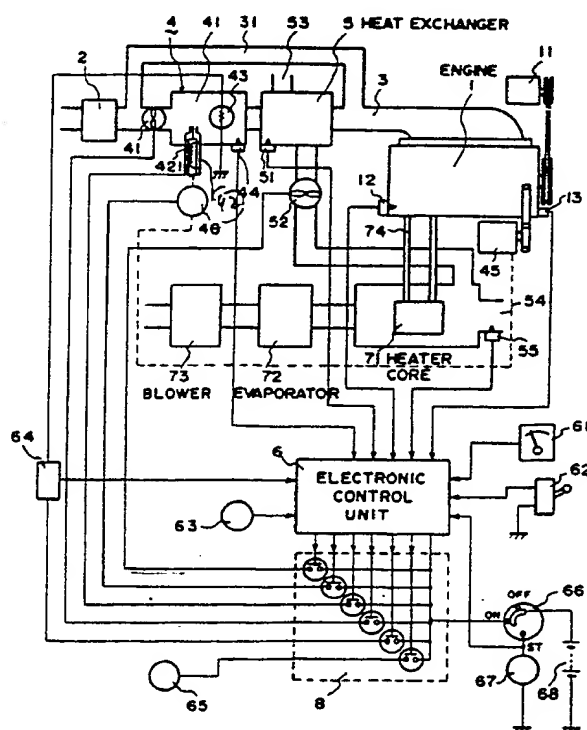 4 41 31 53 5 HEAT EXCHANGER
2
43
3
ENGINE
1
11
41
421
44
42
51
12
13
46
52
74
45
54
71 HEATER
CORE
55
73
72
BLOWER EVAPORATOR
64
6
61
ELECTRONIC
CONTROL
UNIT
62
63
OFF
66
ON
ST
65
8
67
68